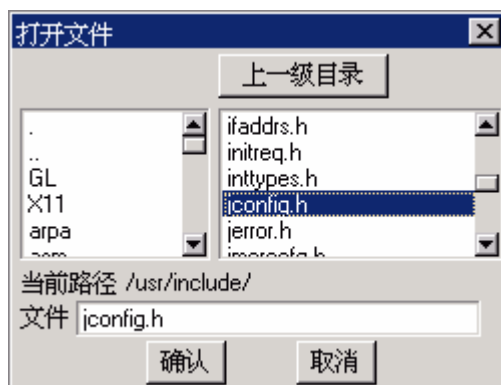 打开文件
上一级目录
.
..
GL
X11
arpa
ifaddrs.h
initreq.h
inttypes.h
jconfig.h
jerror.h
当前路径 /usr/include/
文件 jconfig.h
确认 取消